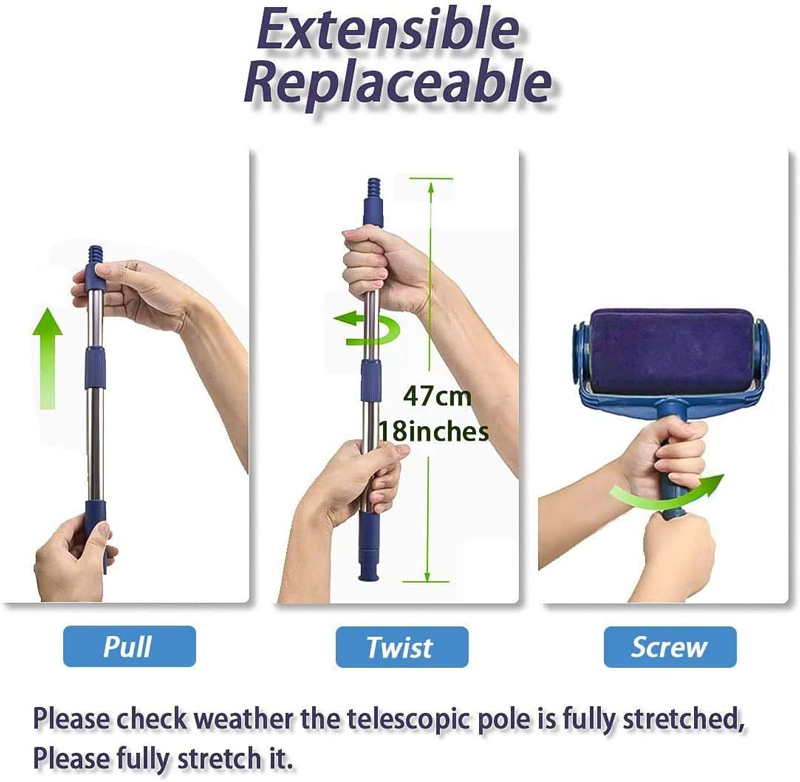 Extensible
Replaceable
47cm
18inches
Pull
Twist
Screw
Please check weather the telescopic pole is fully stretched,
Please fully stretch it.